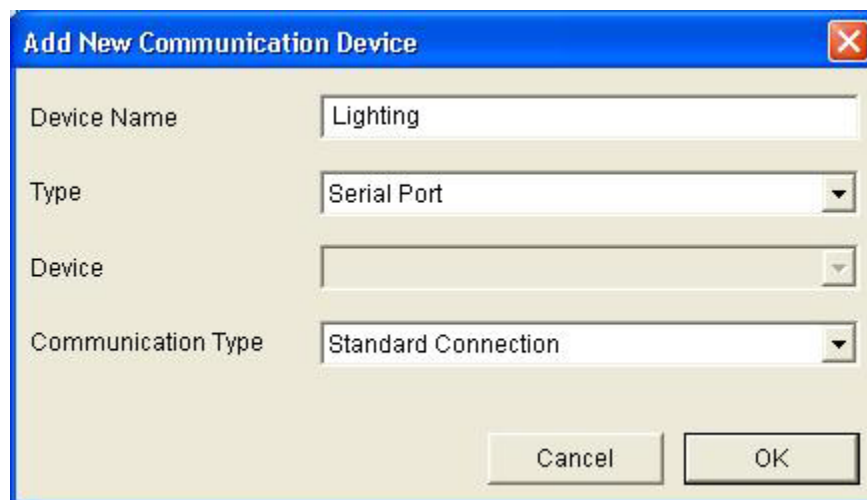 Add New Communication Device
Device Name Lighting
Type Serial Port
Device
Communication Type Standard Connection
Cancel OK